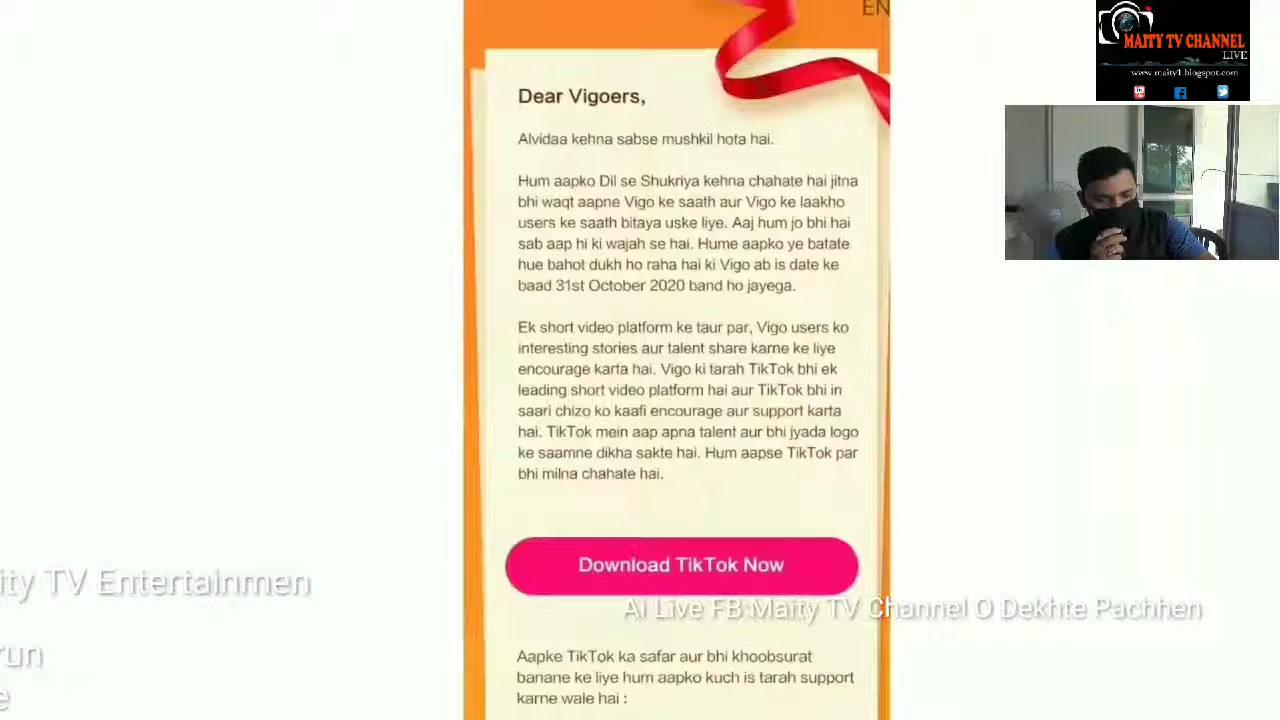 EN
MAITY TV CHANNEL
LIVE
www.maity1.blogspot.com
Dear Vigoers,
Alvidaa kehna sabse mushkil hota hai.
Hum aapko Dil se Shukriya kehna chahate hai jitna
bhi waqt aapne Vigo ke saath aur Vigo ke laakho
users ke saath bitaya uske liye. Aaj hum jo bhi hai
sab aap hi ki wajah se hai. Hume aapko ye batate
hue bahot dukh ho raha hai ki Vigo ab is date ke
baad 31st October 2020 band ho jayega.
Ek short video platform ke taur par, Vigo users ko
interesting stories aur talent share karne ke liye
encourage karta hai. Vigo ki tarah TikTok bhi ek
leading short video platform hai aur TikTok bhi in
saari chizo ko kaafi encourage aur support karta
hai. TikTok mein aap apna talent aur bhi jyada logo
ke saamne dikha sakte hai. Hum aapse TikTok par
bhi milna chahate hai.
Download TikTok Now
ity TV Entertainmen
Ai Live FB:Maity TV Channel O Dekhte Pachhen
run
e
Aapke TikTok ka safar aur bhi khoobsurat
banane ke liye hum aapko kuch is tarah support
karne wale hai :